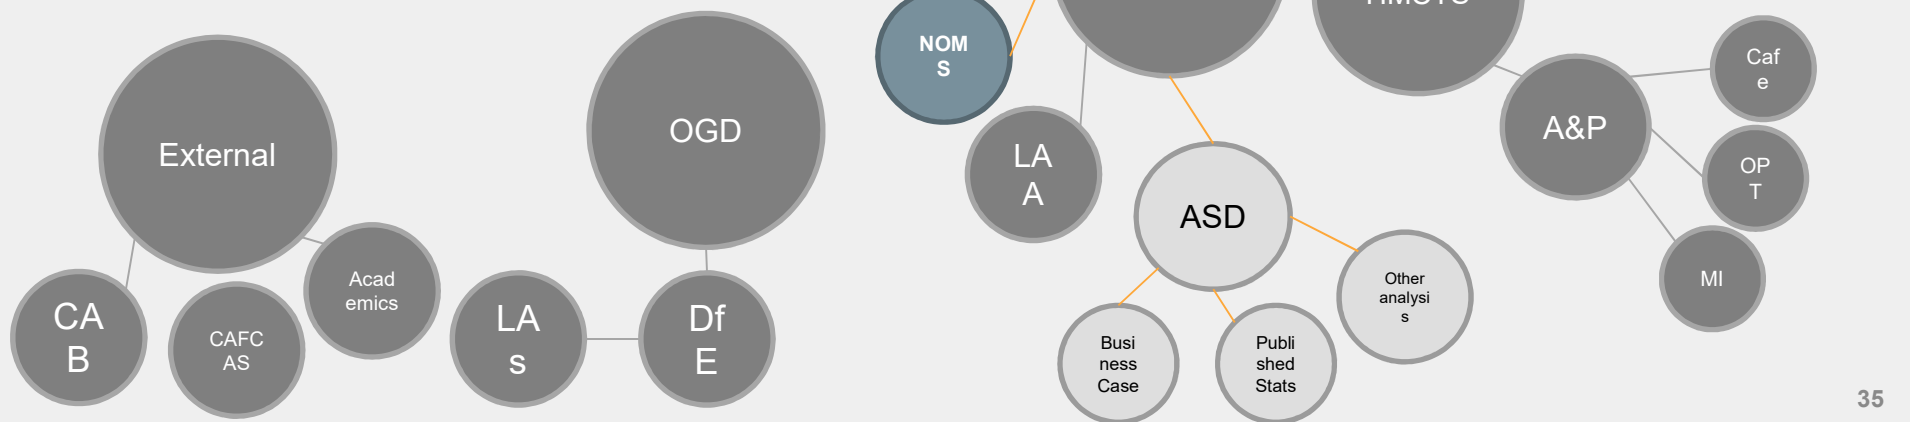 External
CA
B
CAFC
AS
Acad
emics
OGD
LA
s
Df
E
NOM
S
LA
A
ASD
Busi
ness
Case
Publi
shed
Stats
Other
analysi
s
A&P
Caf
e
OP
T
MI
35